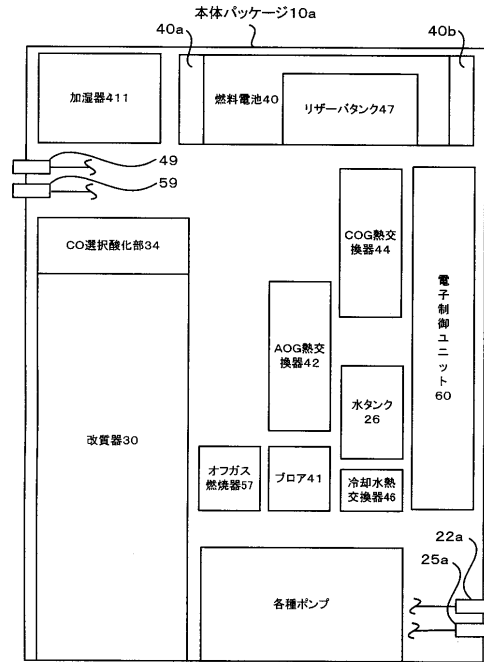 本体パッケージ10a
40a
40b
加湿器411
燃料電池40
リザーバタンク47
49
59
CO選択酸化部34
COG熱交
換器44
電子制御ユニット60
AOG熱交
換器42
水タンク
26
改質器30
オフガス
燃焼器57
ブロア41
冷却水熱
交換器46
22a
25a
各種ポンプ